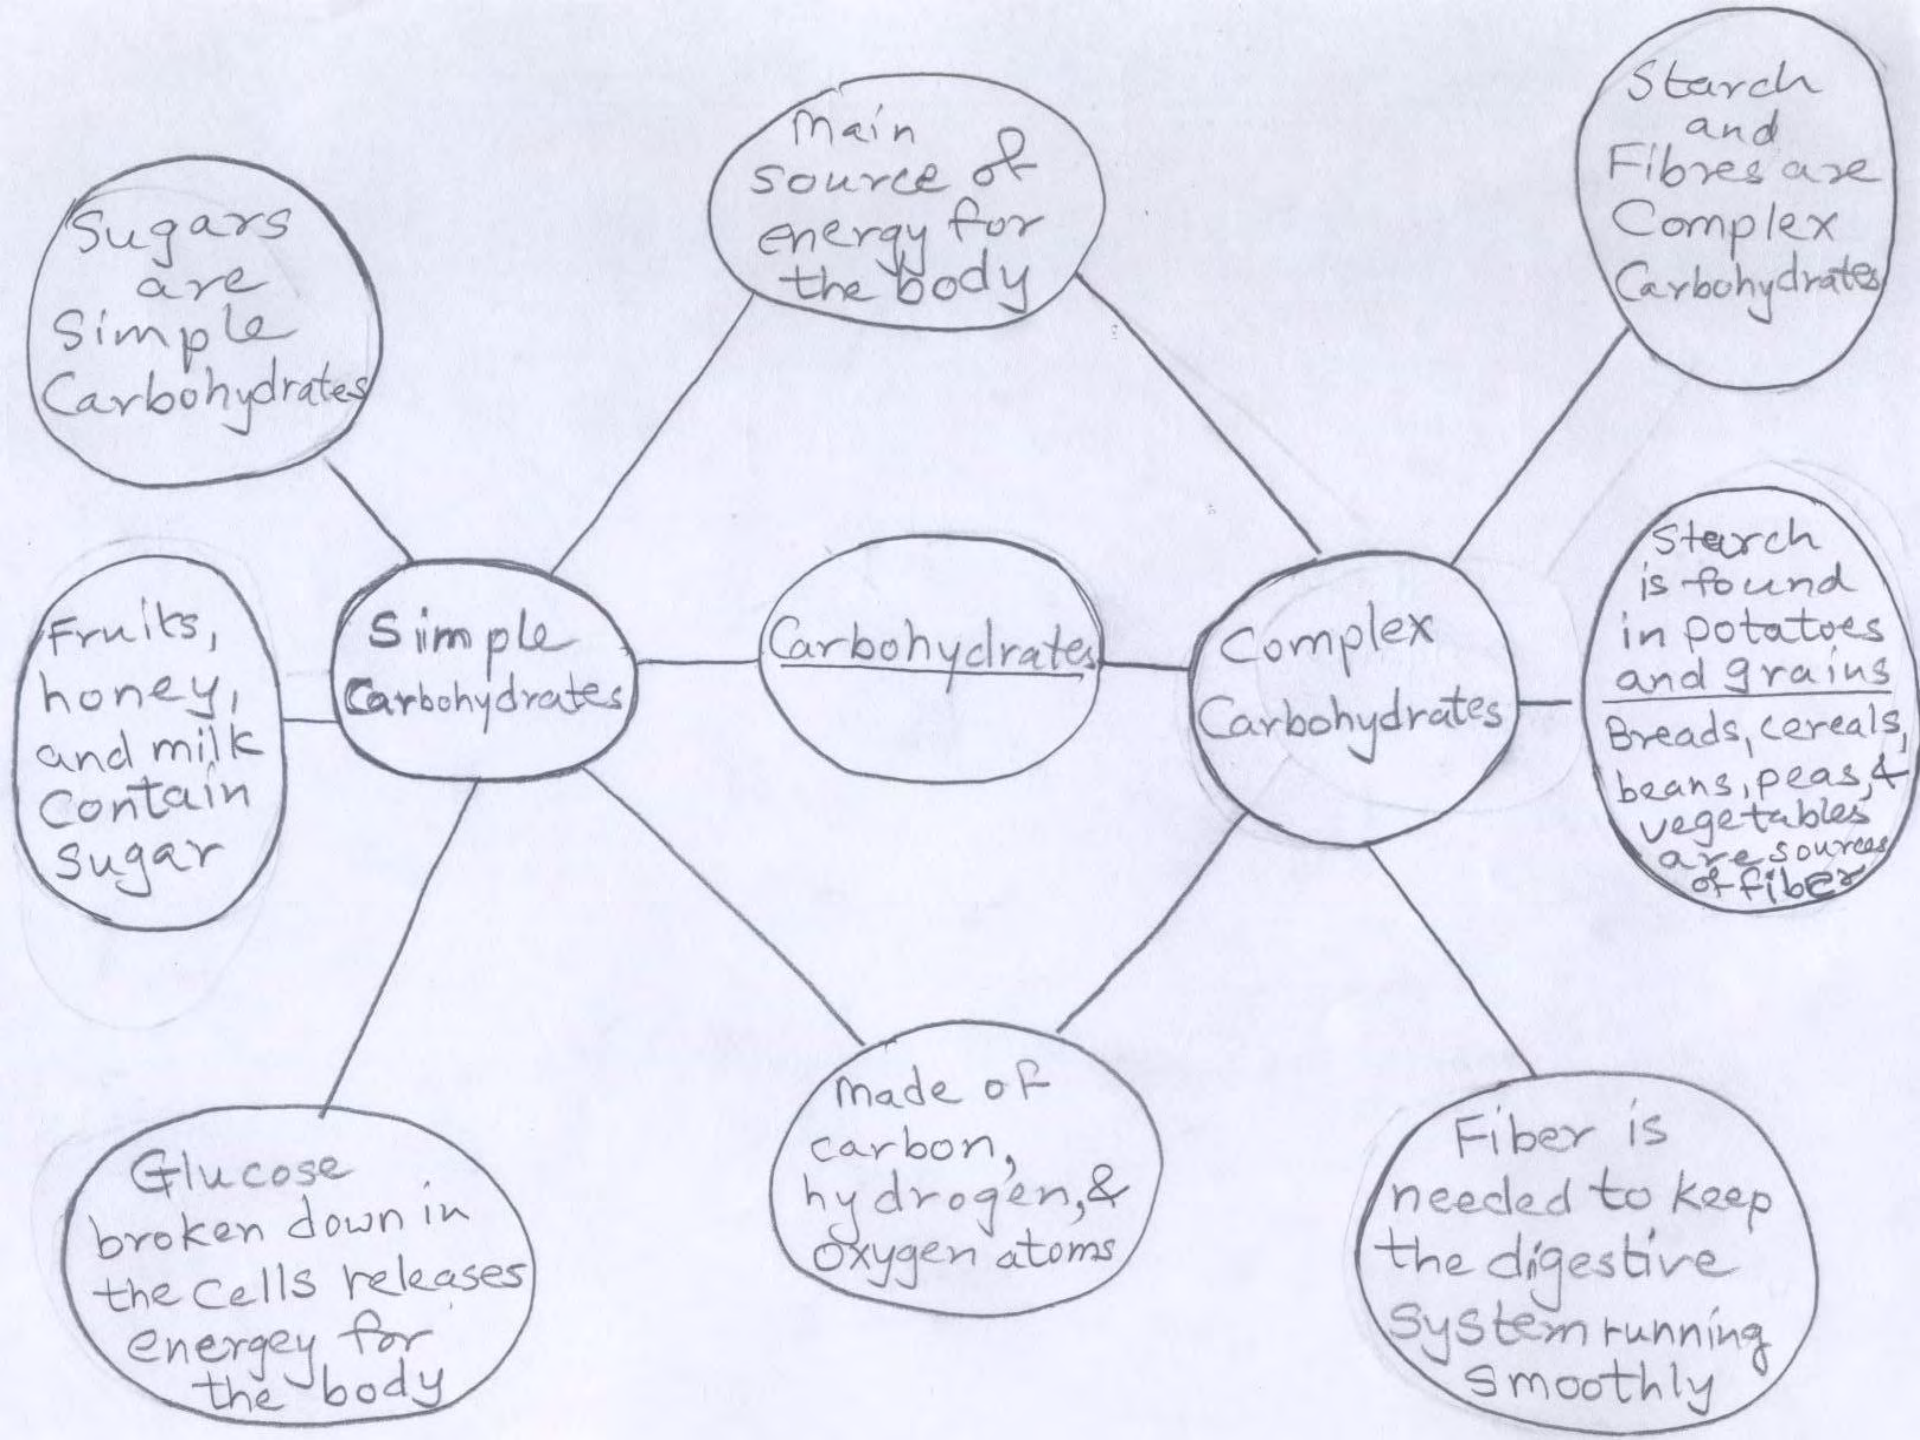 Main
source of
energy for
the body
Starch
and
Fibres are
Complex
Carbohydrates
Sugars
are
Simple
Carbohydrates
Fruits,
honey,
and milk
Contain
Sugar
Simple
Carbohydrates
Carbohydrates
Complex
Carbohydrates
Starch
is found
in potatoes
and grains
Breads, cereals,
beans, peas, &
vegetables
are sources
of fiber
Glucose
broken down in
the cells releases
energey for
the body
Made of
carbon,
hydrogen, &
oxygen atoms
Fiber is
needed to keep
the digestive
system running
smoothly